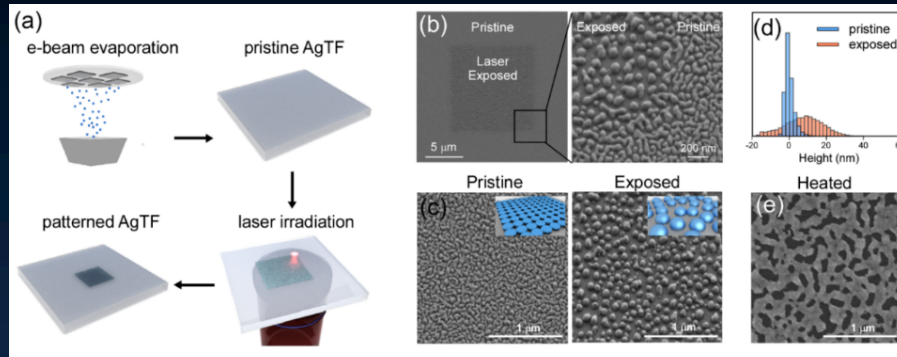 (a)
e-beam evaporation
pristine AgTF
patterned AgTF
laser irradiation
(b)
Pristine
Laser
Exposed
5 μm
Exposed
Pristine
200 nm
Pristine
Exposed
(c)
1 μm
1 μm
(d)
pristine
exposed
-20 0 20 40 6
Height (nm)
Heated
(e)
1 μm